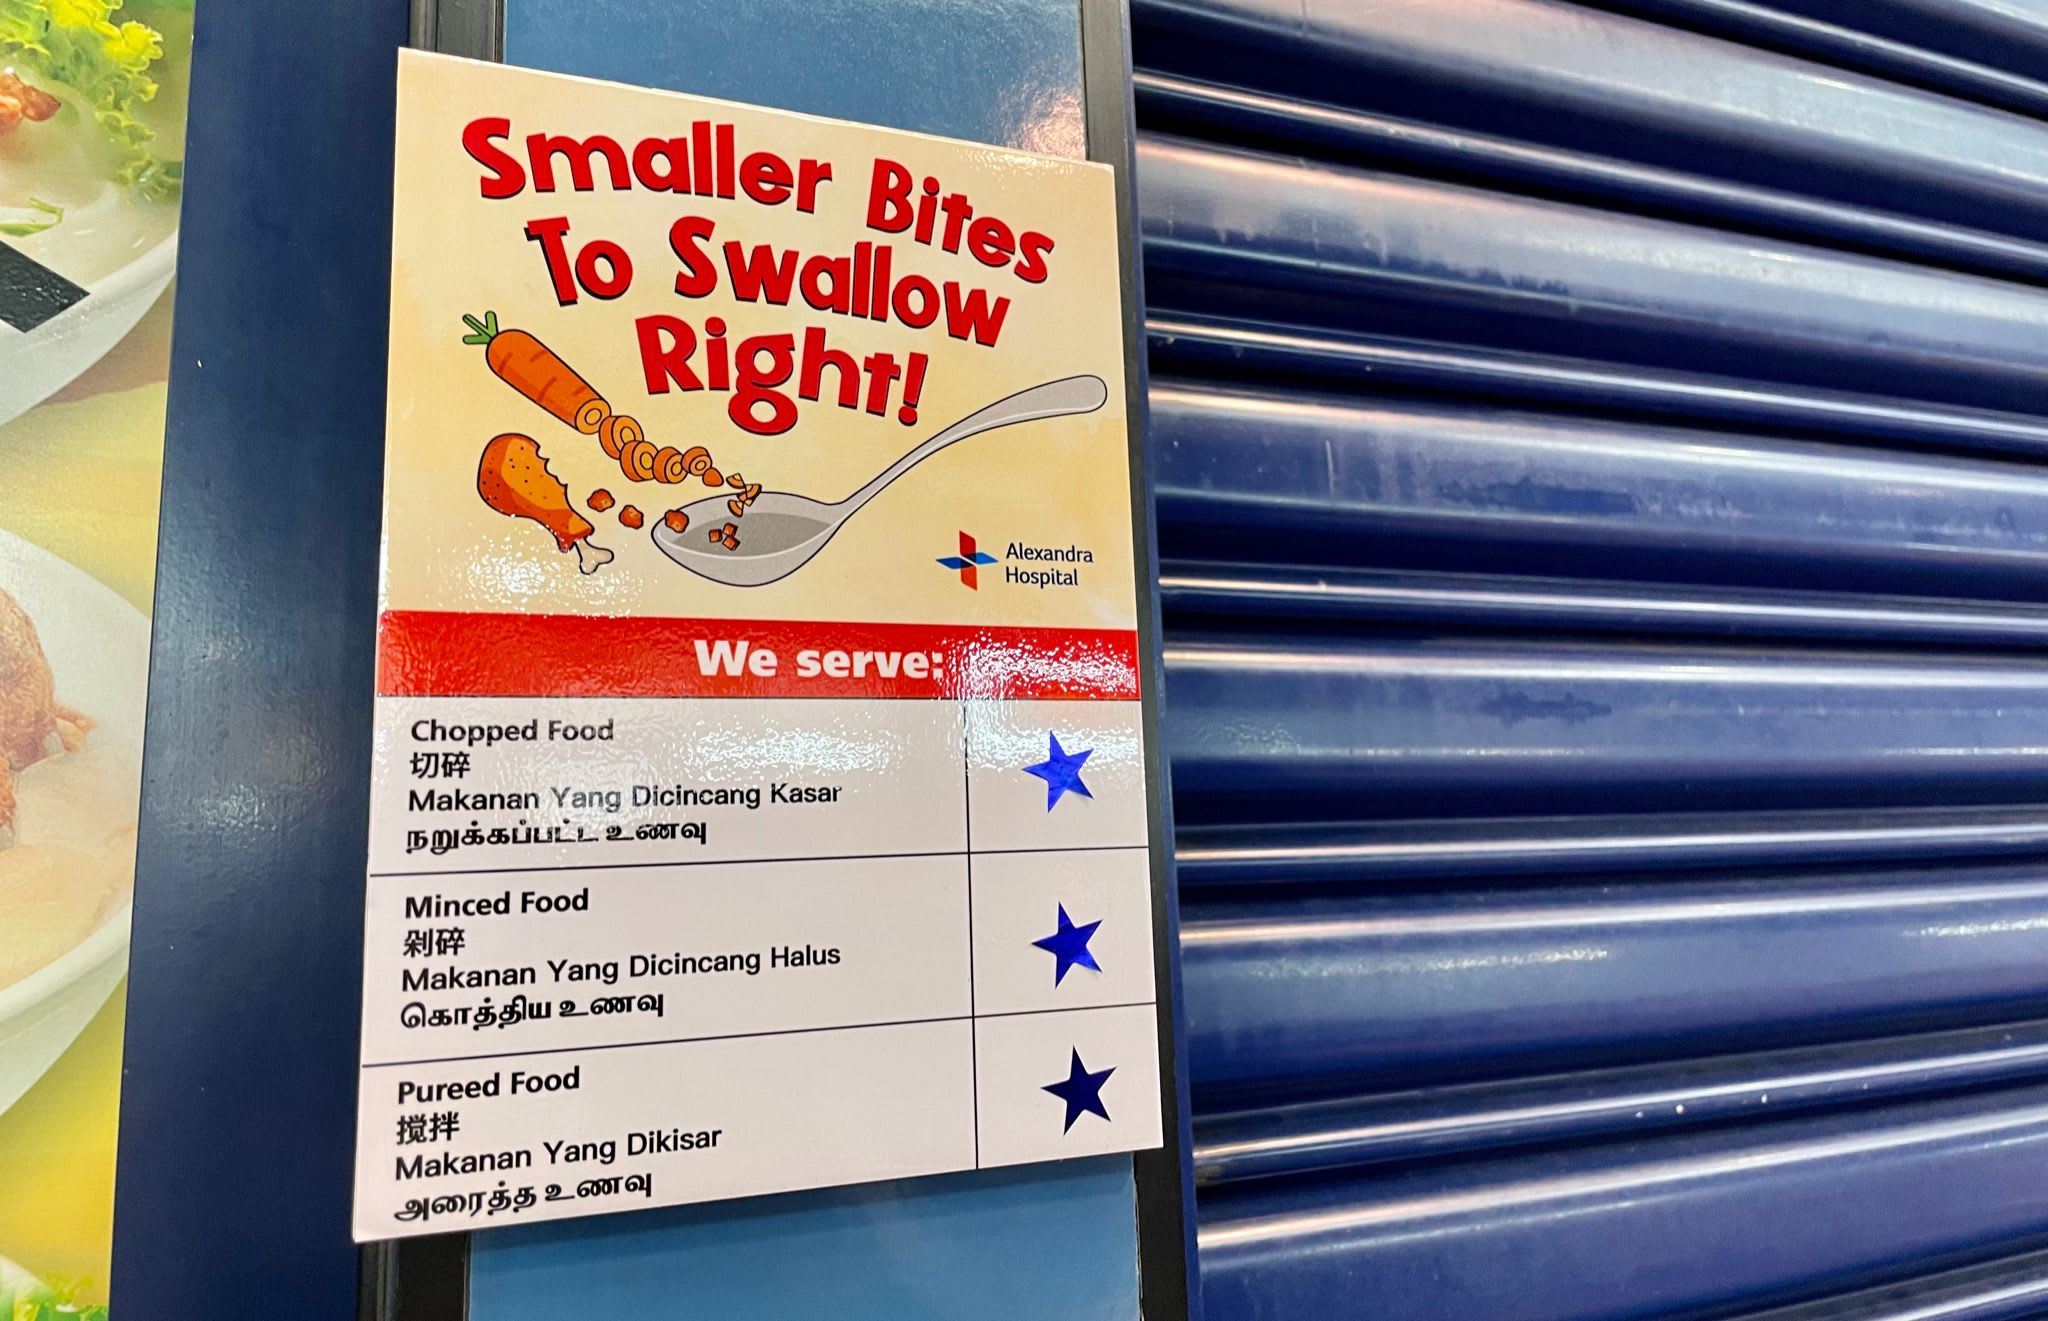 Smaller Bites
To Swallow
Right!
Alexandra
Hospital
We serve:
Chopped Food
切碎
Makanan Yang Dicincang Kasar
நறுக்கப்பட்ட உணவு
Minced Food
剁碎
Makanan Yang Dicincang Halus
கொத்திய உணவு
Pureed Food
搅拌
Makanan Yang Dikisar
அரைத்த உணவு